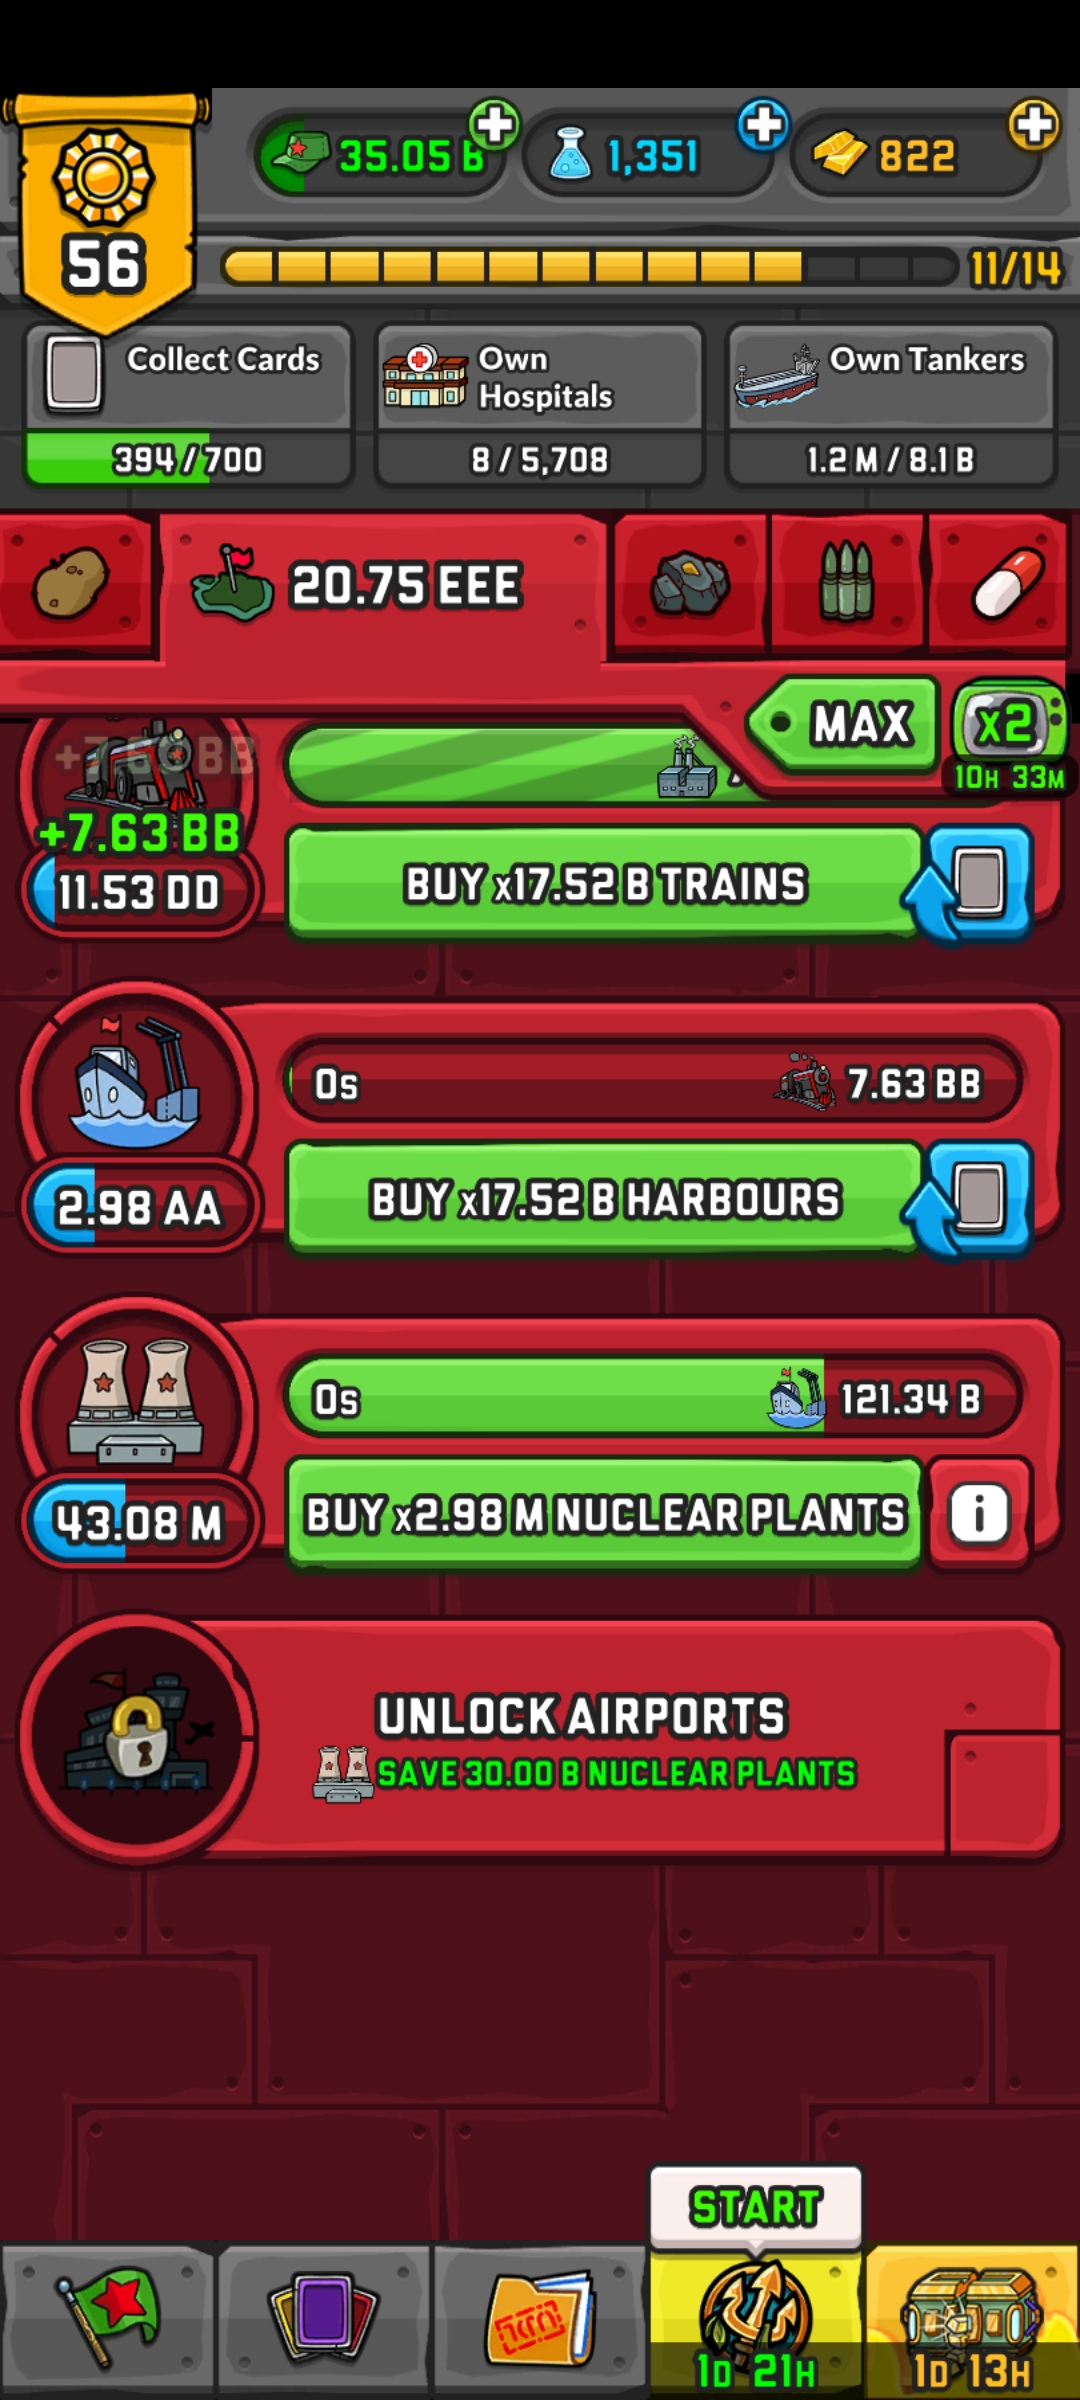 35.05 B
1,351
822
56
11/14
Collect Cards
Own
Hospitals
Own Tankers
394/700
8/5,708
1.2 M/8.1 B
20.75 EEE
MAX
x2
10H 33M
+7.63 BB
11.53 DD
BUY x17.52 B TRAINS
0s
7.63 BB
2.98 AA
BUY x17.52 B HARBOURS
0s
121.34 B
43.08 M
BUY x2.98 M NUCLEAR PLANTS
i
UNLOCK AIRPORTS
SAVE 30.00 B NUCLEAR PLANTS
START
1D 21H
1D 13H